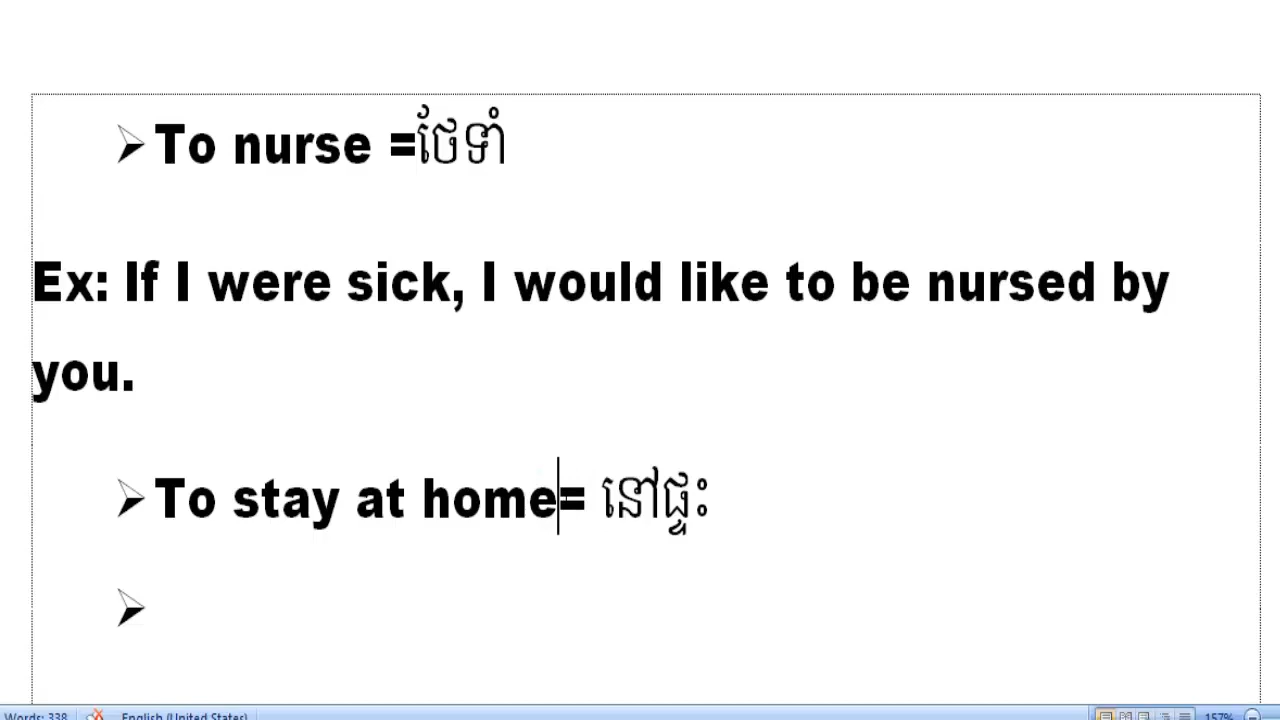 To nurse =ថែទាំ
Ex: If I were sick, I would like to be nursed by
you.
To stay at home= នៅផ្ទះ
Words: 338 English (United States) 157%